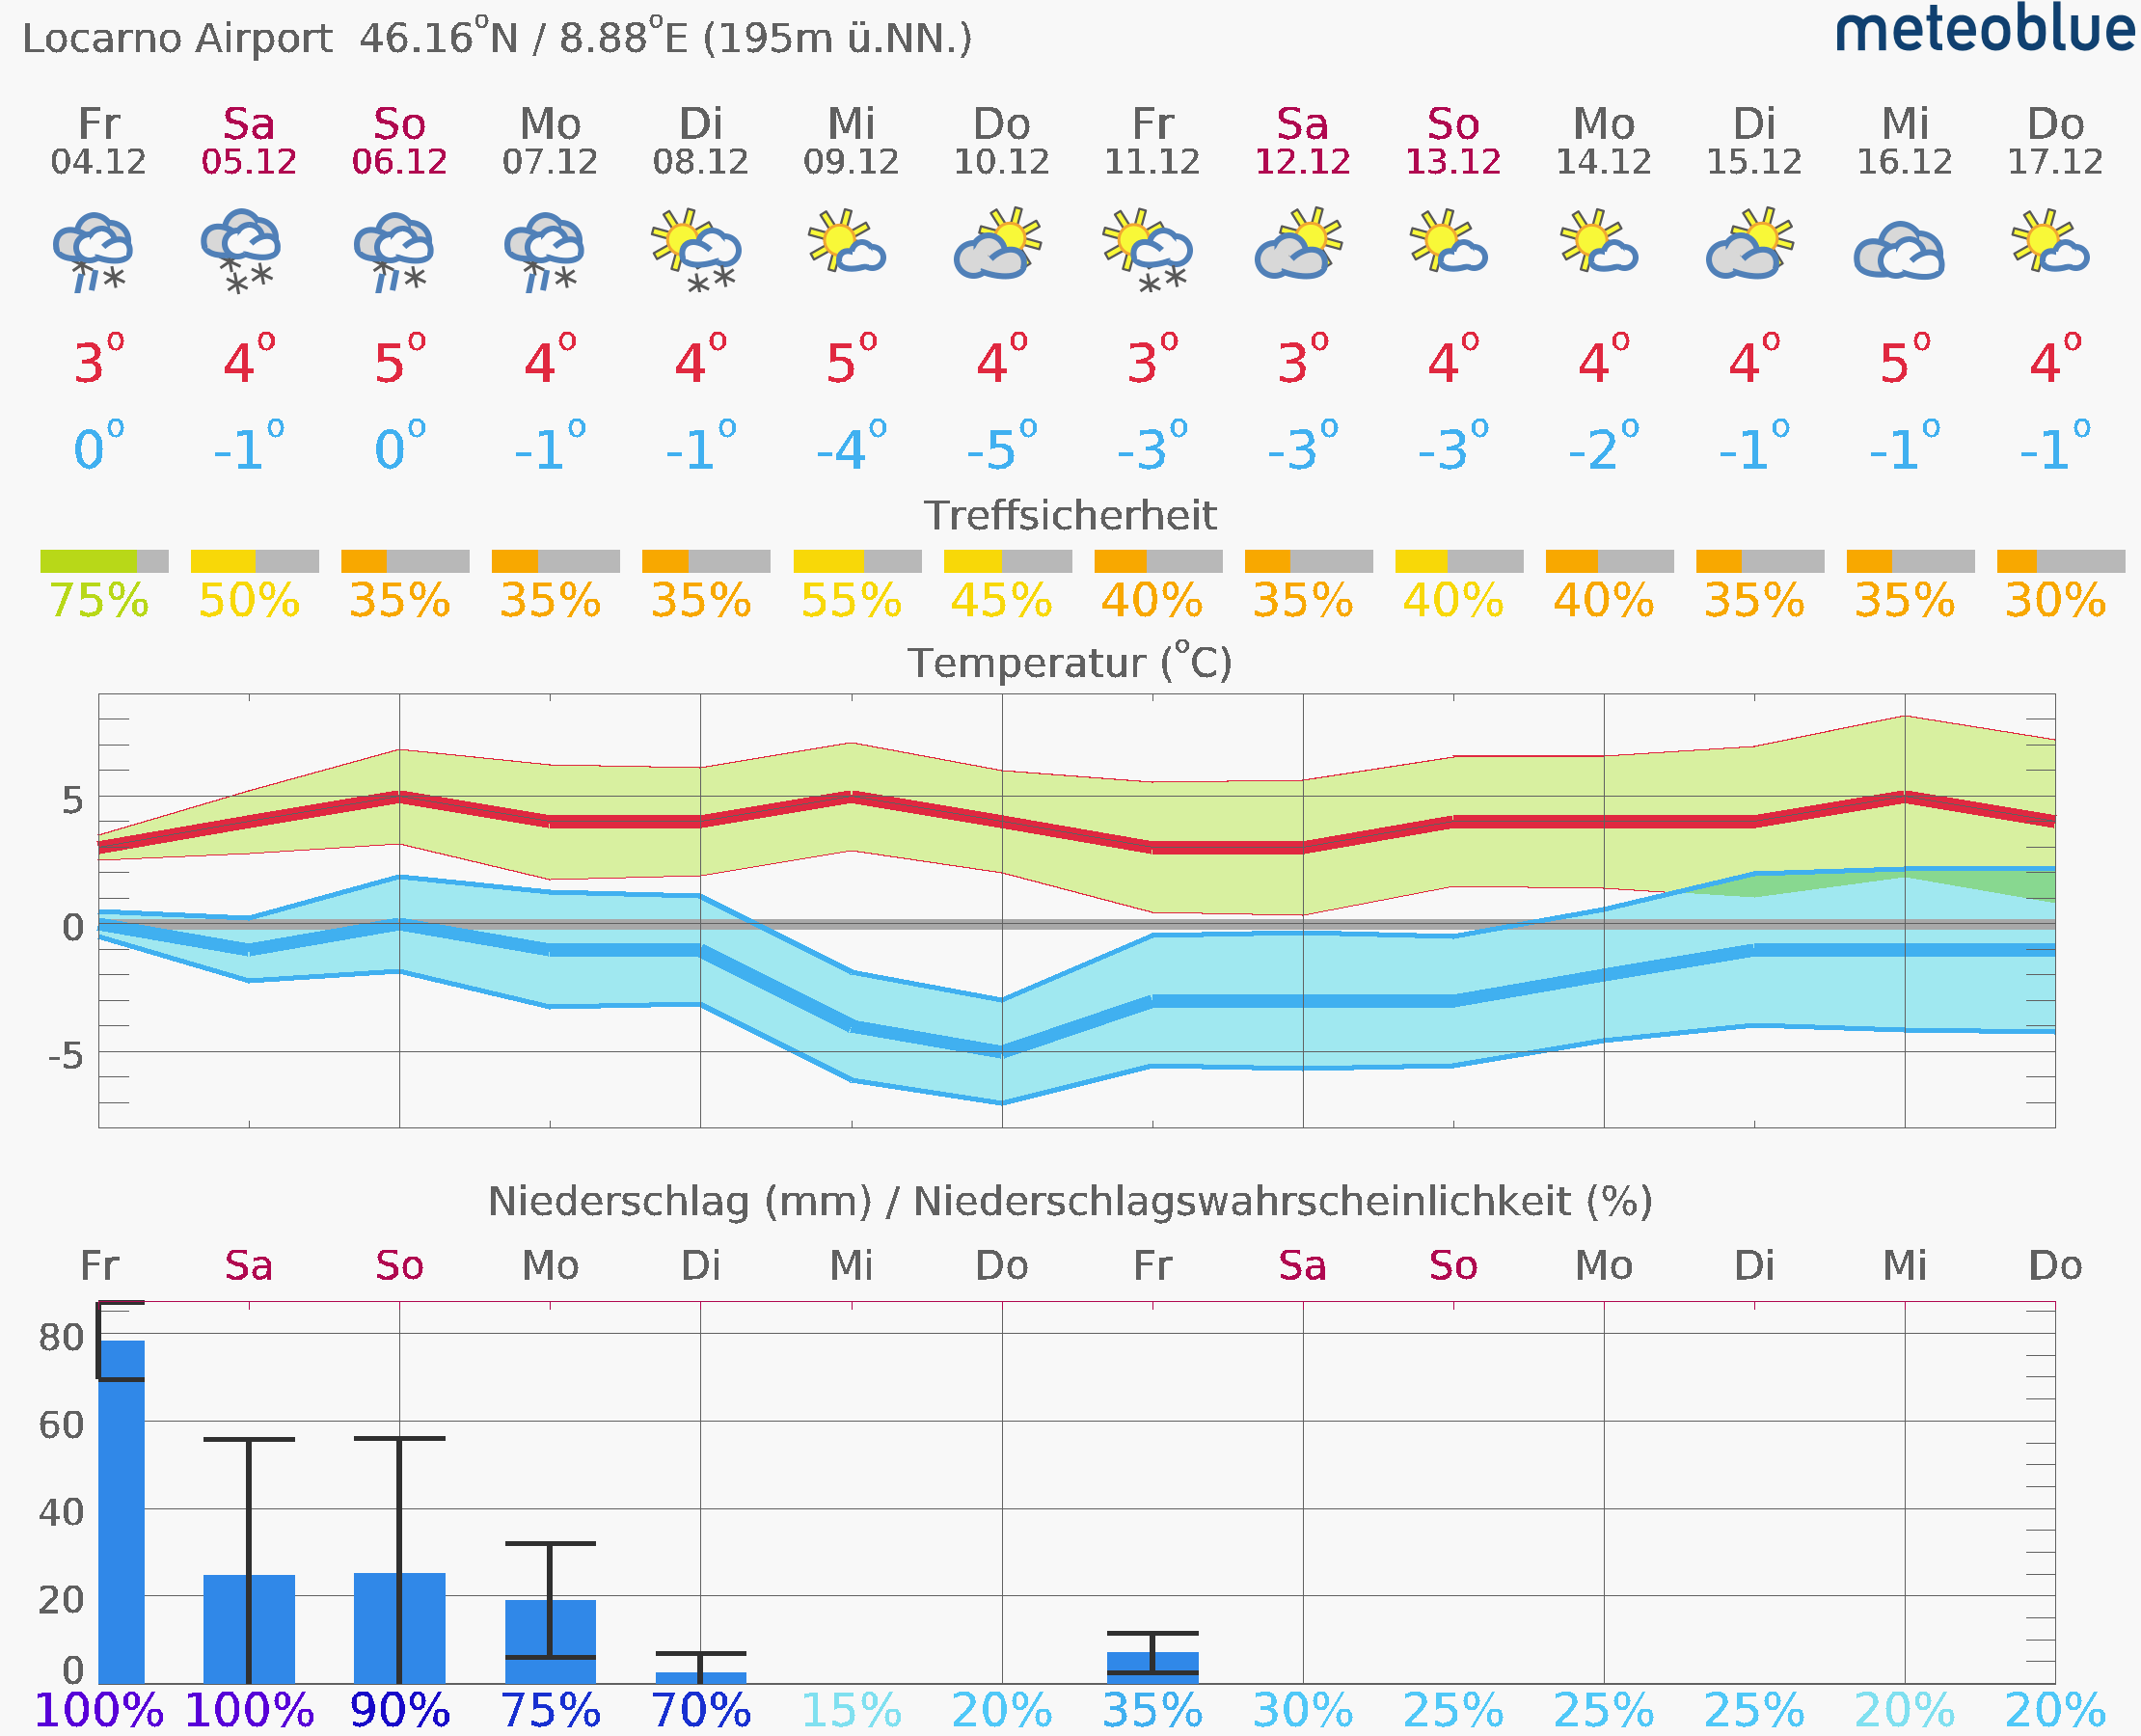 Locarno Airport 46.16°N / 8.88°E (195m ü.NN.) meteoblue
Fr Sa So Mo Di Mi Do Fr Sa So Mo Di Mi Do
04.12 05.12 06.12 07.12 08.12 09.12 10.12 11.12 12.12 13.12 14.12 15.12 16.12 17.12
3° 4° 5° 4° 4° 5° 4° 3° 3° 4° 4° 4° 5° 4°
0° -1° 0° -1° -1° -4° -5° -3° -3° -3° -2° -1° -1° -1°
Treffsicherheit
75% 50% 35% 35% 35% 55% 45% 40% 35% 40% 40% 35% 35% 30%
Temperatur (°C)
5
0
-5
Niederschlag (mm) / Niederschlagswahrscheinlichkeit (%)
Fr Sa So Mo Di Mi Do Fr Sa So Mo Di Mi Do
80
60
40
20
0
100% 100% 90% 75% 70% 15% 20% 35% 30% 25% 25% 25% 20% 20%